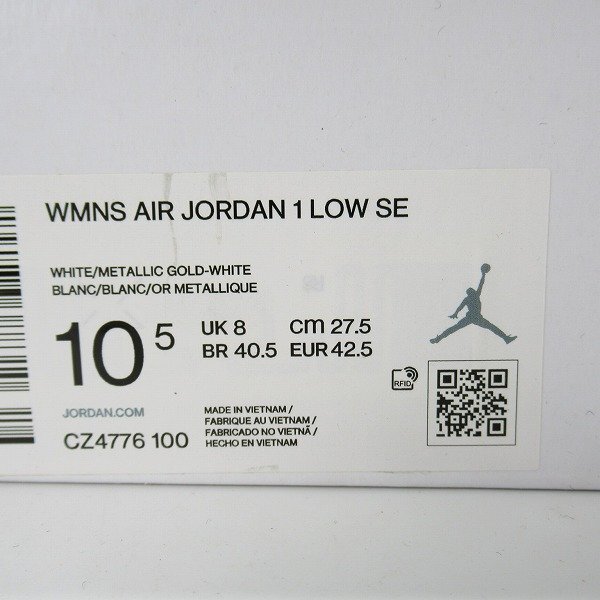 WMNS AIR JORDAN 1 LOW SE
WHITE/METALLIC GOLD-WHITE
BLANC/BLANC/OR METALLIQUE
10 5
UK 8 cm 27.5
BR 40.5 EUR 42.5
RFID
JORDAN.COM
CZ4776 100
MADE IN VIETNAM /
FABRIQUE AU VIETNAM /
FABRICADO NO VIETNÃ /
HECHO EN VIETNAM